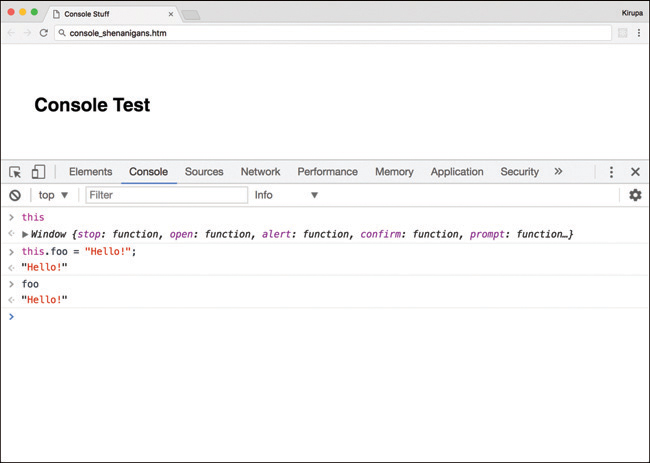 Console Stuff
Kirupa
console_shenanigans.htm
Console Test
Elements Console Sources Network Performance Memory Application Security »
top ▼ Filter Info ▼
> this
< ▶ Window {stop: function, open: function, alert: function, confirm: function, prompt: function…}
> this.foo = "Hello!";
< "Hello!"
> foo
< "Hello!"
>